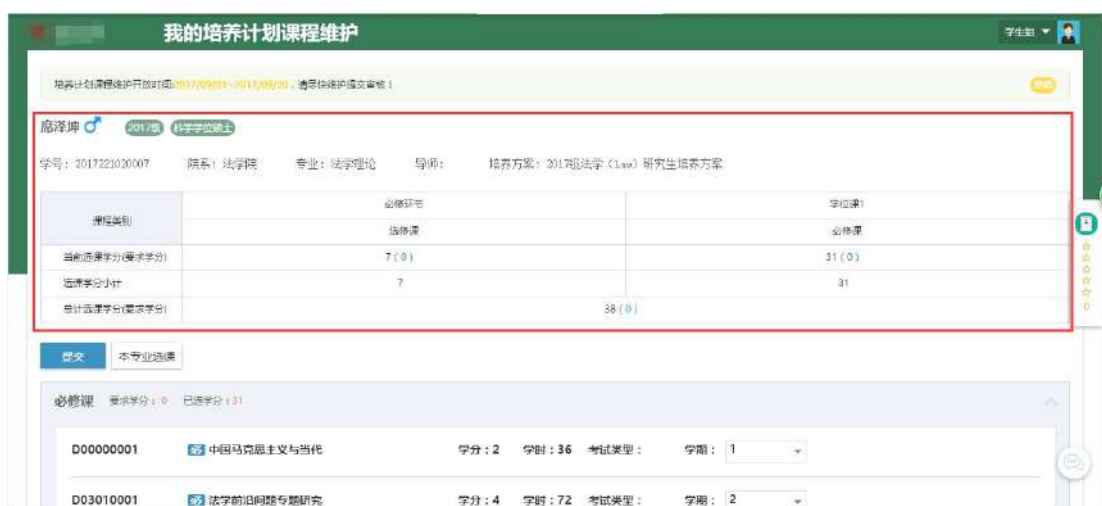 我的培养计划课程维护
学生组
培养计划课程维护开放时间:2017/09/01~2017/09/30，请尽快维护提交审核！
席泽坤 2017级 科学学位硕士
学号：2017221020007 院系：法学院 专业：法学理论 导师： 培养方案：2017级法学（Law）研究生培养方案
课程类别 必修环节 学位课1
选修课 必修课
当前选课学分(要求学分) 7(0) 31(0)
选课学分小计 7 31
总计选课学分(要求学分) 38(0)
0
提交 本专业选课
必修课 要求学分：0 已选学分：31
D00000001 必 中国马克思主义与当代 学分：2 学时：36 考试类型： 学期： 1
D03010001 必 法学前沿问题专题研究 学分：4 学时：72 考试类型： 学期： 2